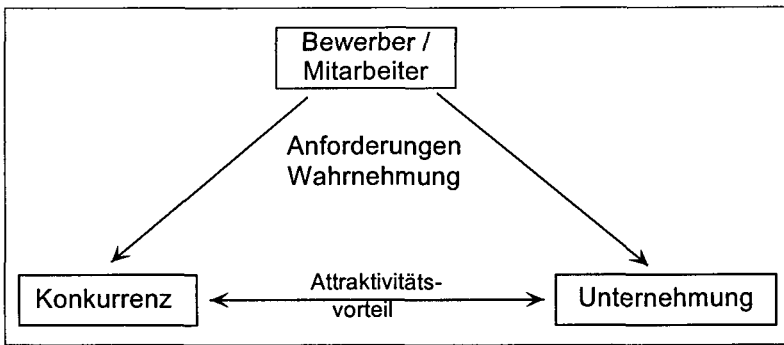 Bewerber /
Mitarbeiter
Anforderungen
Wahrnehmung
Konkurrenz
Attraktivitäts-
vorteil
Unternehmung